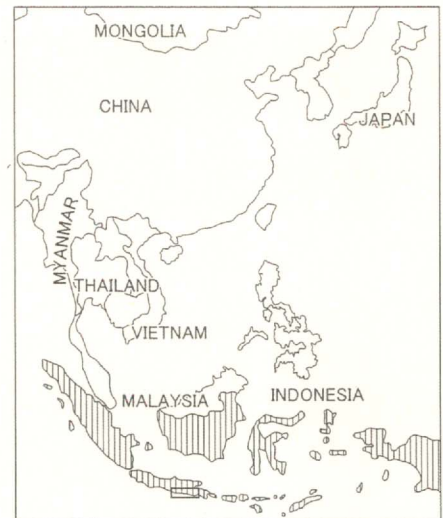 MONGOLIA
CHINA
JAPAN
MYANMAR
THAILAND
VIETNAM
MALAYSIA
INDONESIA